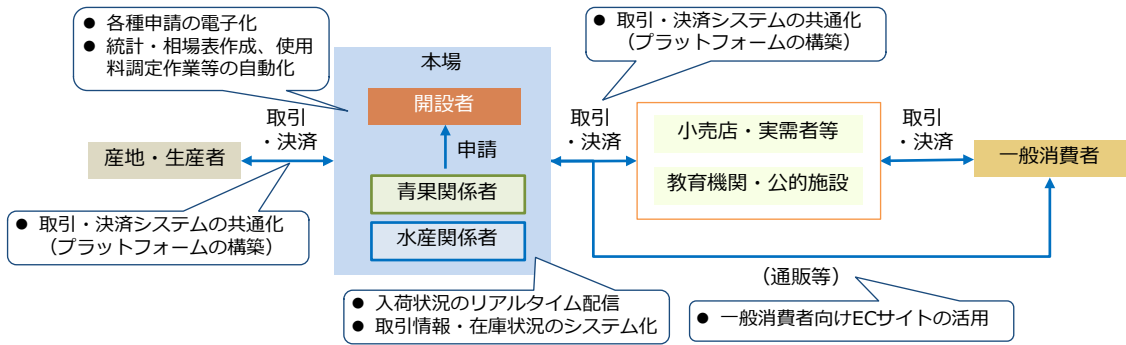 ● 各種申請の電子化
● 統計・相場表作成、使用
料調定作業等の自動化
● 取引・決済システムの共通化
（プラットフォームの構築）
本場
開設者
申請
青果関係者
水産関係者
取引
・決済
産地・生産者
取引
・決済
小売店・実需者等
教育機関・公的施設
取引
・決済
一般消費者
● 取引・決済システムの共通化
（プラットフォームの構築）
● 入荷状況のリアルタイム配信
● 取引情報・在庫状況のシステム化
（通販等）
● 一般消費者向けECサイトの活用